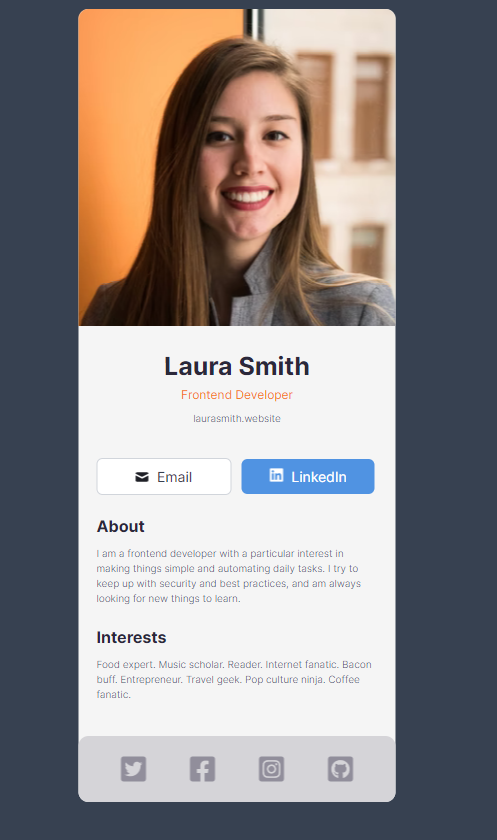 Laura Smith
Frontend Developer
laurasmith.website
Email
LinkedIn
About
I am a frontend developer with a particular interest in
making things simple and automating daily tasks. I try to
keep up with security and best practices, and am always
looking for new things to learn.
Interests
Food expert. Music scholar. Reader. Internet fanatic. Bacon
buff. Entrepreneur. Travel geek. Pop culture ninja. Coffee
fanatic.